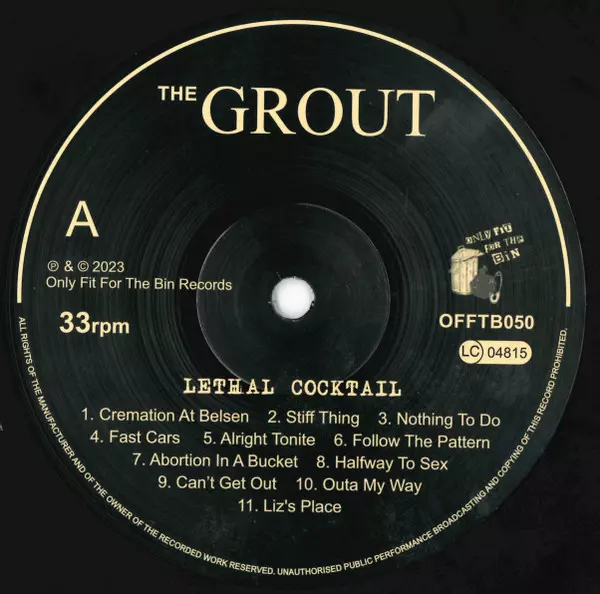 THE GROUT
A
ONLY FIT
FOR THE
BIN
℗ & © 2023
Only Fit For The Bin Records
33rpm
OFFTB050
LC 04815
LETHAL COCKTAIL
1. Cremation At Belsen 2. Stiff Thing 3. Nothing To Do
4. Fast Cars 5. Alright Tonite 6. Follow The Pattern
7. Abortion In A Bucket 8. Halfway To Sex
9. Can't Get Out 10. Outa My Way
11. Liz's Place
ALL RIGHTS OF THE MANUFACTURER AND OF THE OWNER OF THE RECORDED WORK RESERVED. UNAUTHORISED PUBLIC PERFORMANCE BROADCASTING AND COPYING OF THIS RECORD PROHIBITED.